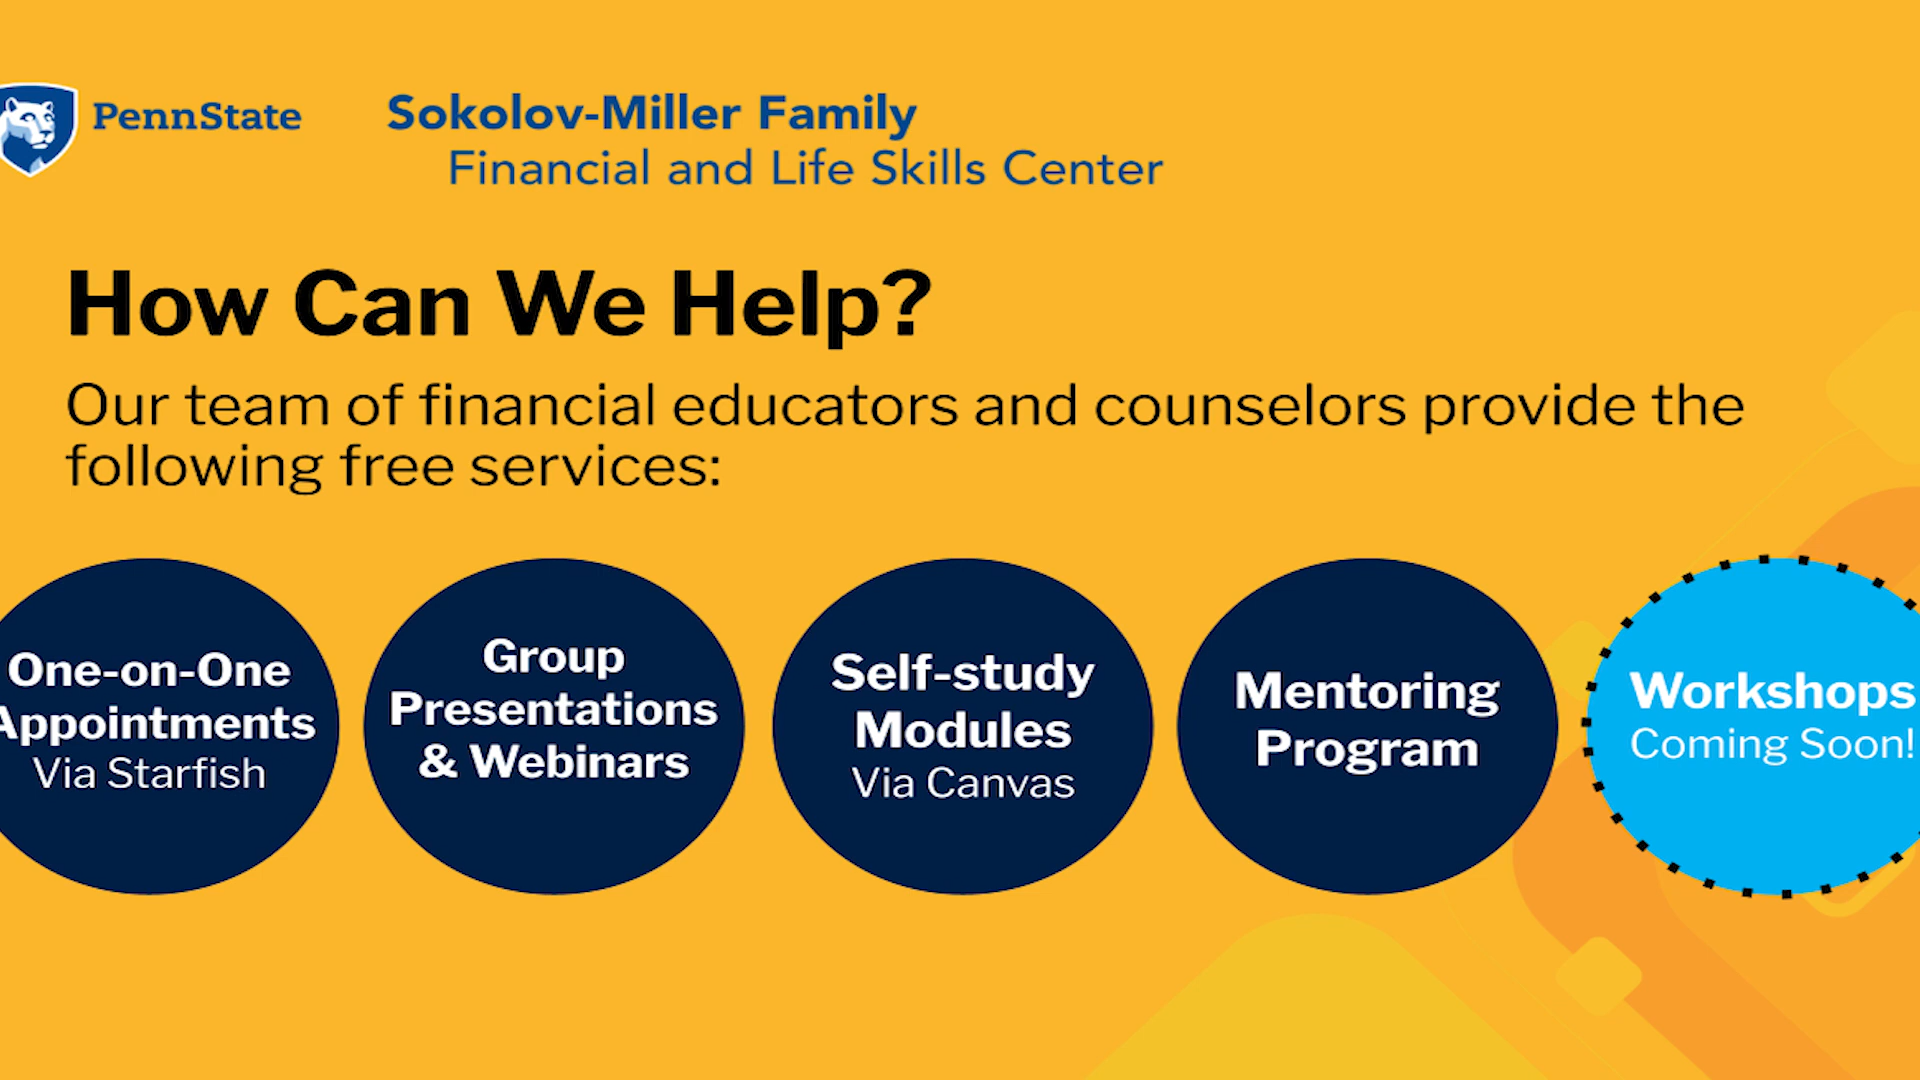 PennState
Sokolov-Miller Family
Financial and Life Skills Center
How Can We Help?
Our team of financial educators and counselors provide the
following free services:
One-on-One
Appointments
Via Starfish
Group
Presentations
& Webinars
Self-study
Modules
Via Canvas
Mentoring
Program
Workshops
Coming Soon!